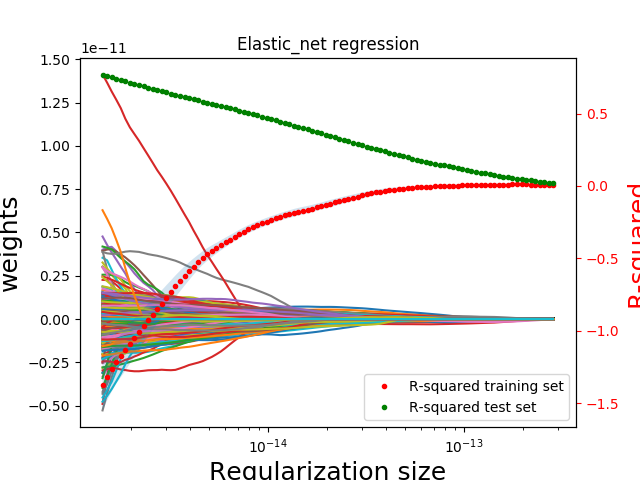 Elastic_net regression
1e−11
1.50
1.25
1.00
0.75
0.50
0.25
0.00
−0.25
−0.50
weights
0.5
0.0
−0.5
−1.0
−1.5
R-squared
R-squared training set
R-squared test set
10⁻¹⁴ 10⁻¹³
Regularization size